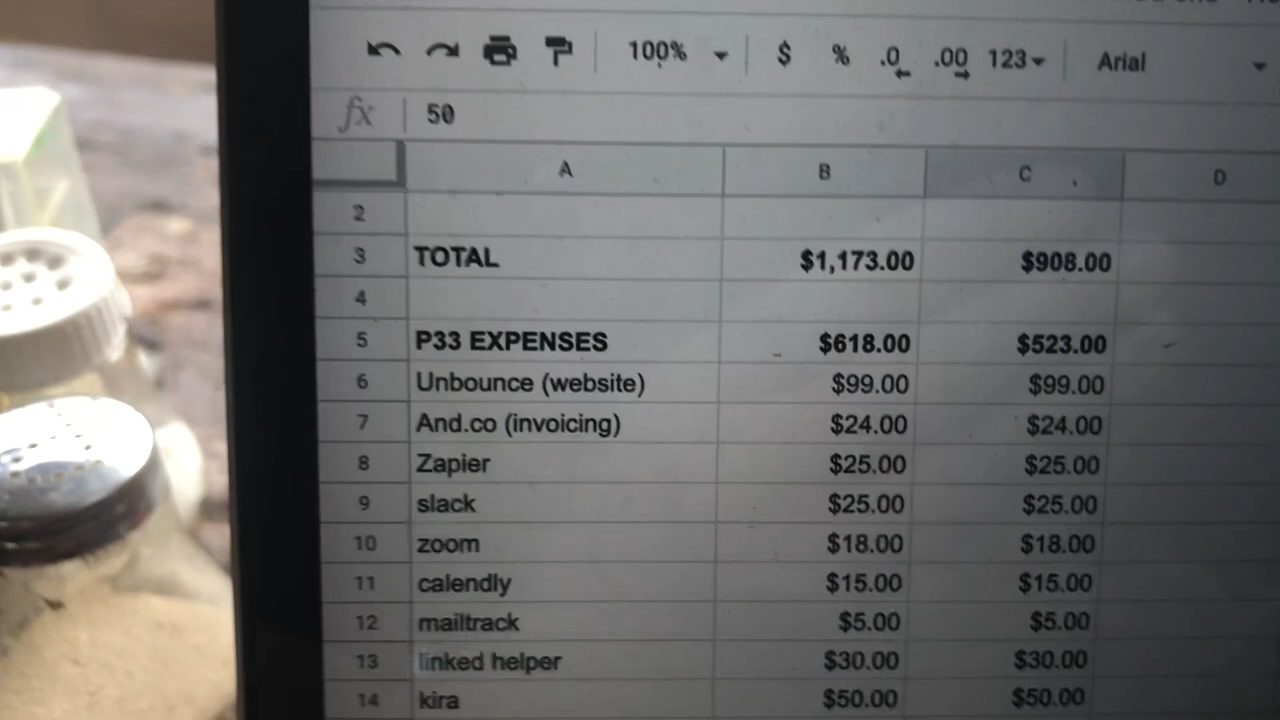 100% $ % .0 .00 123 Arial
fx 50
A B C D
2
3 TOTAL $1,173.00 $908.00
4
5 P33 EXPENSES $618.00 $523.00
6 Unbounce (website) $99.00 $99.00
7 And.co (invoicing) $24.00 $24.00
8 Zapier $25.00 $25.00
9 slack $25.00 $25.00
10 zoom $18.00 $18.00
11 calendly $15.00 $15.00
12 mailtrack $5.00 $5.00
13 linked helper $30.00 $30.00
14 kira $50.00 $50.00